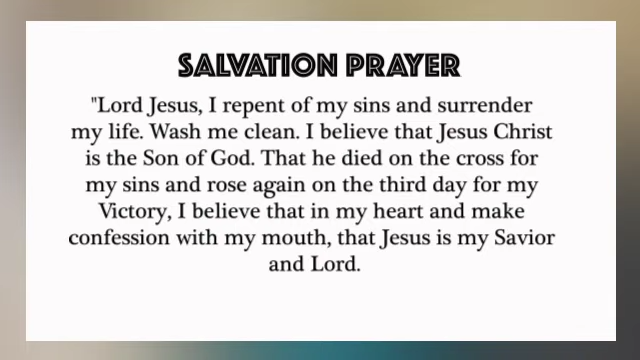 SALVATION PRAYER
"Lord Jesus, I repent of my sins and surrender
my life. Wash me clean. I believe that Jesus Christ
is the Son of God. That he died on the cross for
my sins and rose again on the third day for my
Victory, I believe that in my heart and make
confession with my mouth, that Jesus is my Savior
and Lord.